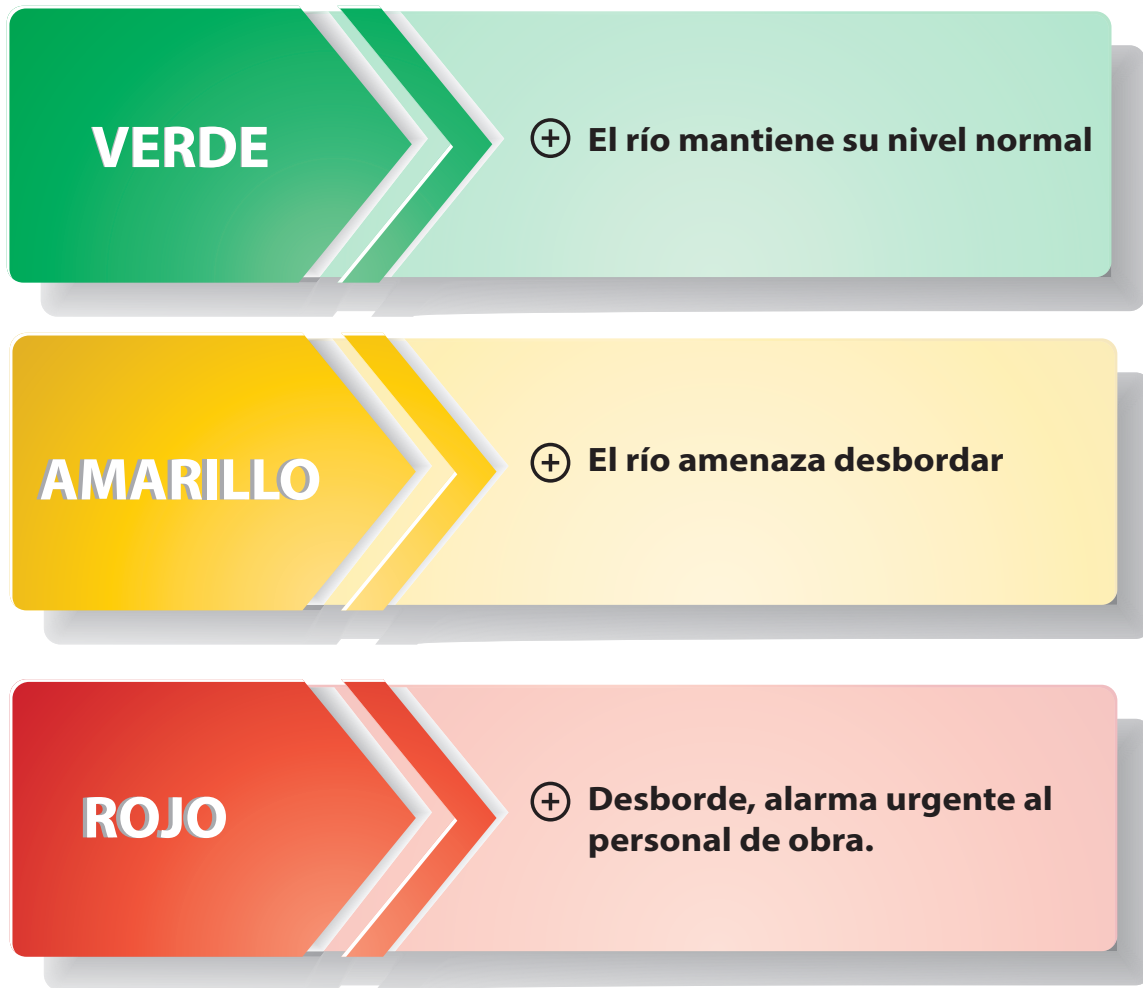 VERDE
El río mantiene su nivel normal
AMARILLO
El río amenaza desbordar
ROJO
Desborde, alarma urgente al
personal de obra.